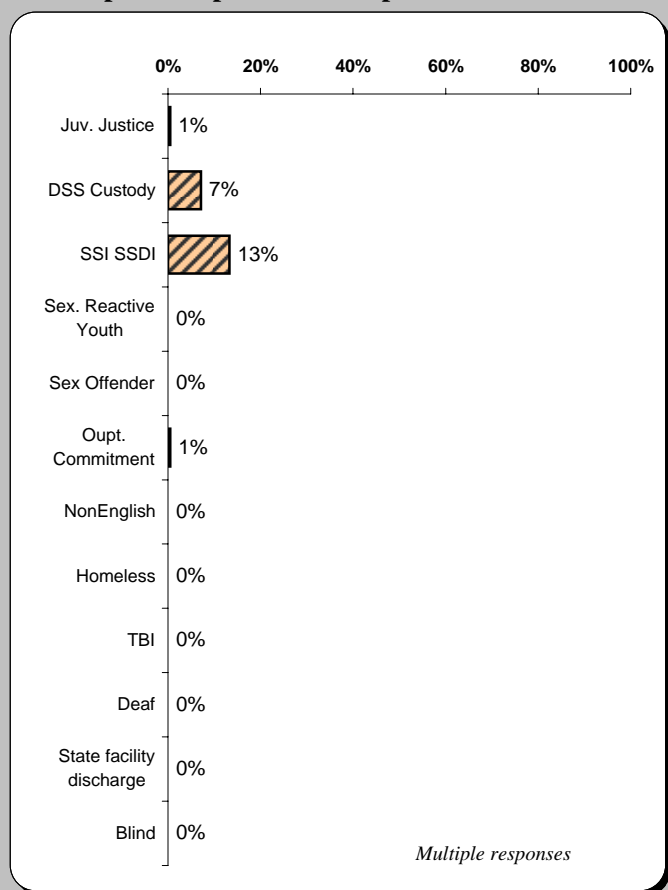 0% 20% 40% 60% 80% 100%
Juv. Justice 1%
DSS Custody 7%
SSI SSDI 13%
Sex. Reactive
Youth 0%
Sex Offender 0%
Oupt.
Commitment 1%
NonEnglish 0%
Homeless 0%
TBI 0%
Deaf 0%
State facility
discharge 0%
Blind 0%
Multiple responses